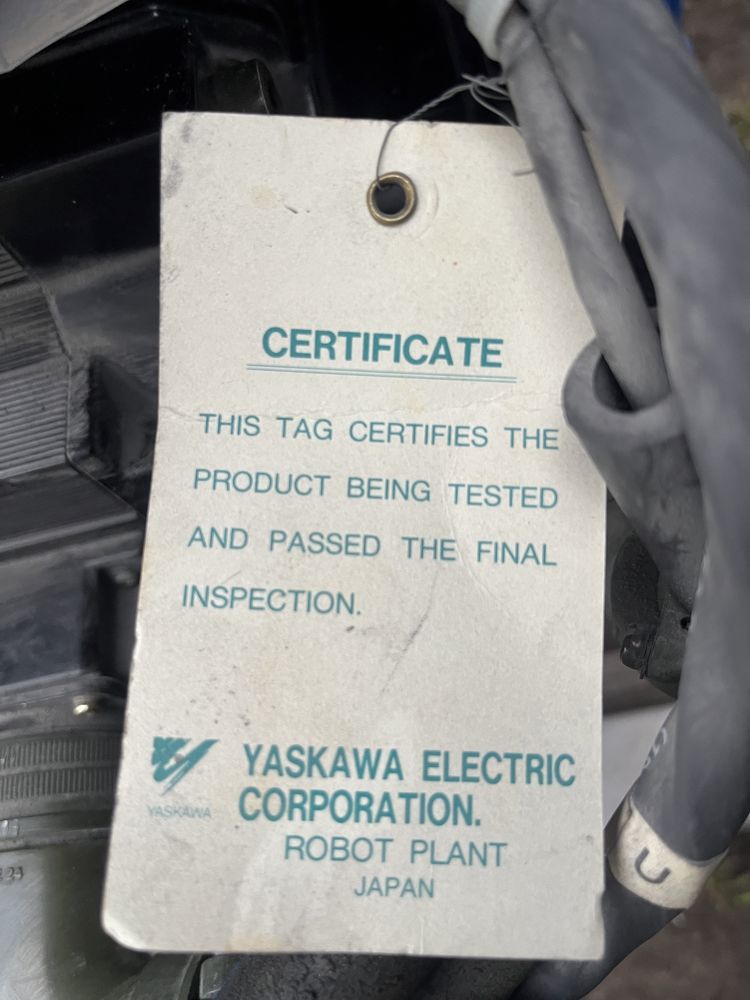 CERTIFICATE
THIS TAG CERTIFIES THE
PRODUCT BEING TESTED
AND PASSED THE FINAL
INSPECTION.
YASKAWA
YASKAWA ELECTRIC
CORPORATION.
ROBOT PLANT
JAPAN
U